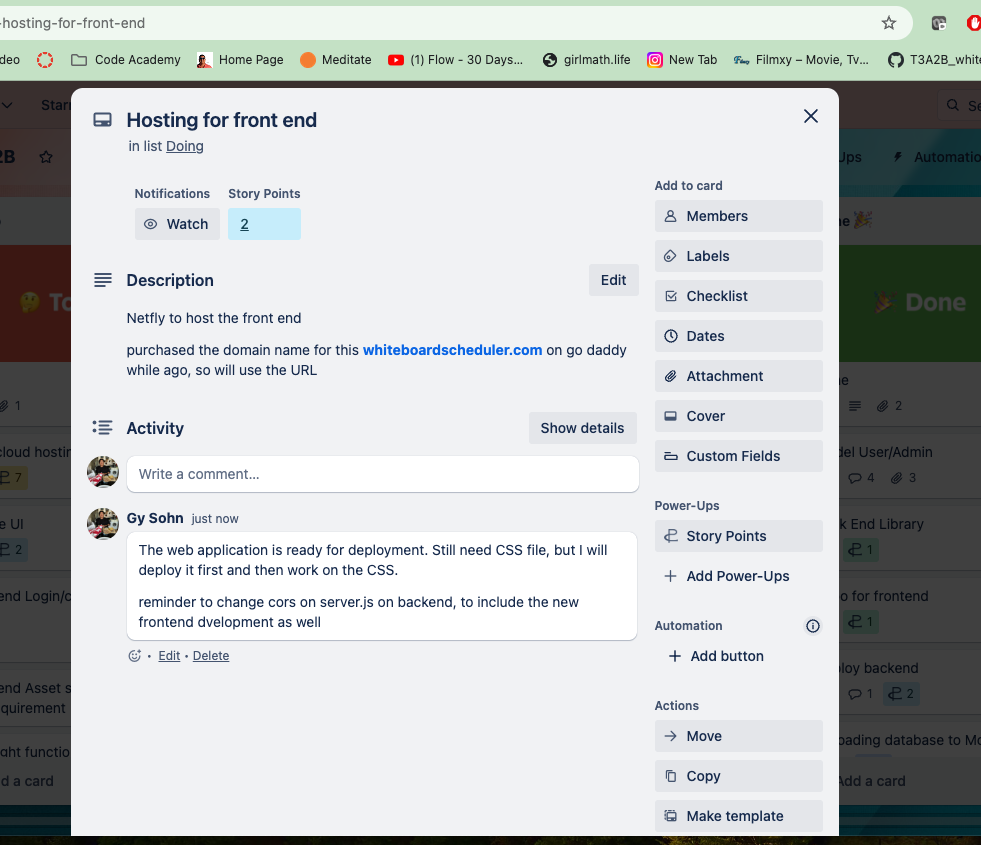 -hosting-for-front-end
deo
Code Academy
Home Page
Meditate
(1) Flow - 30 Days...
girlmath.life
New Tab
Filmxy – Movie, Tv...
T3A2B_white
Hosting for front end
in list Doing
Notifications
Story Points
Watch
2
Description
Edit
Netfly to host the front end
purchased the domain name for this whiteboardscheduler.com on go daddy
while ago, so will use the URL
Activity
Show details
Write a comment...
Gy Sohn just now
The web application is ready for deployment. Still need CSS file, but I will
deploy it first and then work on the CSS.
reminder to change cors on server.js on backend, to include the new
frontend dvelopment as well
• Edit • Delete
Add to card
Members
Labels
Checklist
Dates
Attachment
Cover
Custom Fields
Power-Ups
Story Points
Add Power-Ups
Automation
Add button
Actions
Move
Copy
Make template
Star
2B
To
1
cloud hostin
7
e UI
2
end Login/c
end Asset s
quirement
ght functio
d a card
Se
Ups
Automatio
ne
Done
ne
2
del User/Admin
4
3
k End Library
1
o for frontend
1
loy backend
1
2
oading database to Mo
Add a card